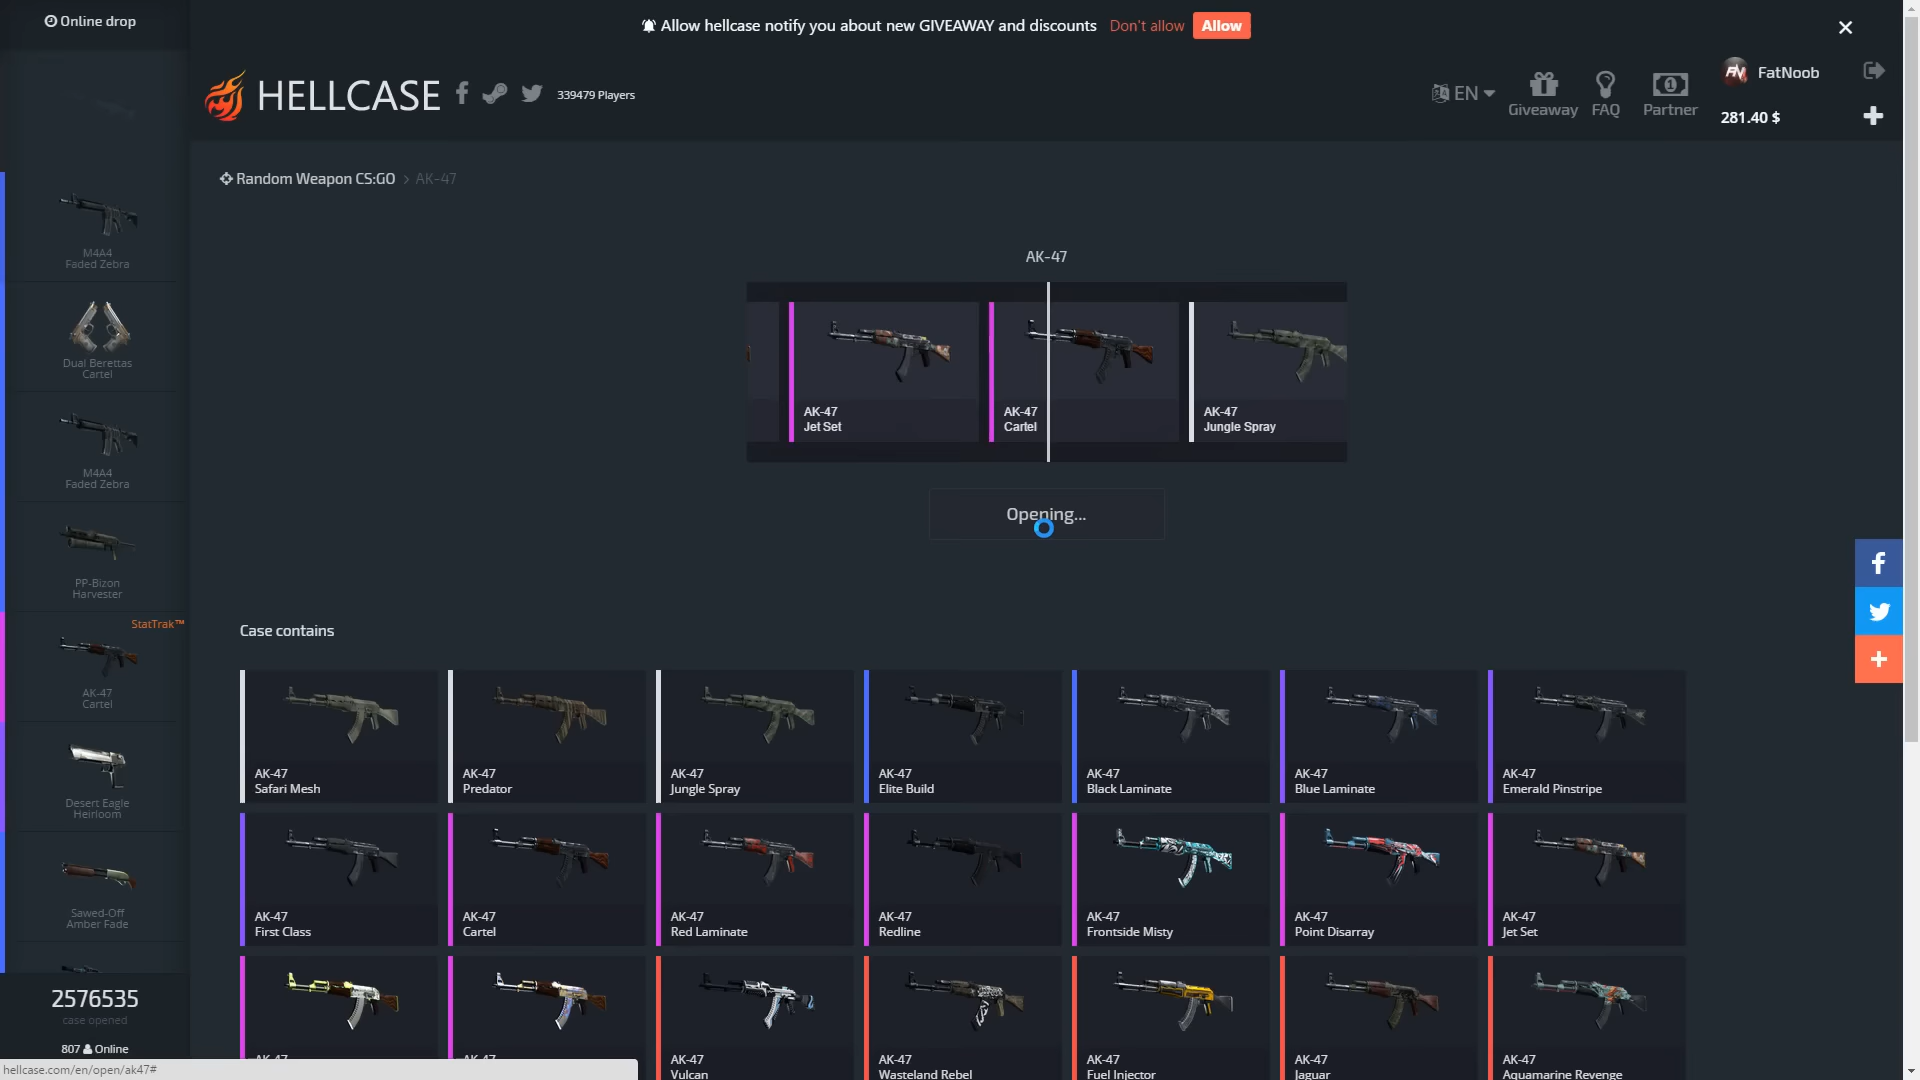 Online drop
Allow hellcase notify you about new GIVEAWAY and discounts Don't allow Allow
HELLCASE
339479 Players
EN
Giveaway
FAQ
Partner
FatNoob
281.40 $
Random Weapon CS:GO > AK-47
M4A4
Faded Zebra
Dual Berettas
Cartel
M4A4
Faded Zebra
PP-Bizon
Harvester
StatTrak™
AK-47
Cartel
Desert Eagle
Heirloom
Sawed-Off
Amber Fade
2576535
case opened
807 Online
AK-47
AK-47
Jet Set
AK-47
Cartel
AK-47
Jungle Spray
Opening...
Case contains
AK-47
Safari Mesh
AK-47
Predator
AK-47
Jungle Spray
AK-47
Elite Build
AK-47
Black Laminate
AK-47
Blue Laminate
AK-47
Emerald Pinstripe
AK-47
First Class
AK-47
Cartel
AK-47
Red Laminate
AK-47
Redline
AK-47
Frontside Misty
AK-47
Point Disarray
AK-47
Jet Set
AK-47
AK-47
AK-47
Vulcan
AK-47
Wasteland Rebel
AK-47
Fuel Injector
AK-47
Jaguar
AK-47
Aquamarine Revenge
hellcase.com/en/open/ak47#